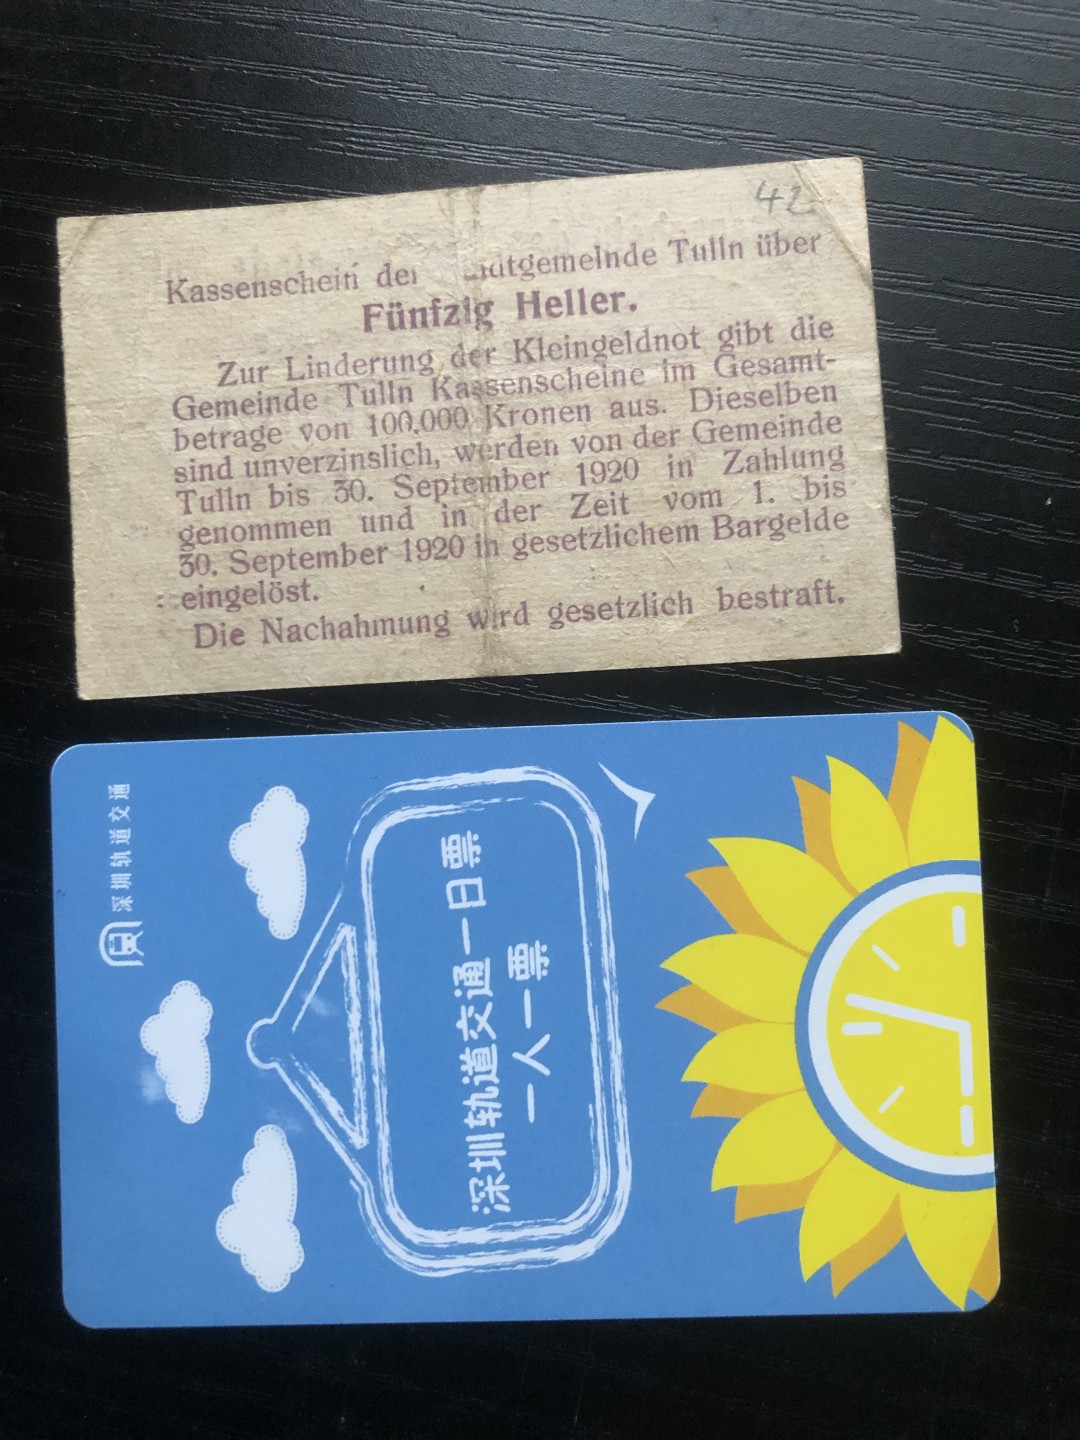 42
Kassenschein der utgemeinde Tulln über
Fünfzig Heller.
Zur Linderung der Kleingeldnot gibt die
Gemeinde Tulln Kassenscheine im Gesamt-
betrage von 100.000 Kronen aus. Dieselben
sind unverzinslich, werden von der Gemeinde
Tulln bis 30. September 1920 in Zahlung
genommen und in der Zeit vom 1. bis
30. September 1920 in gesetzlichem Bargelde
eingelöst.
Die Nachahmung wird gesetzlich bestraft.
深圳轨道交通
深圳轨道交通一日票
一人一票